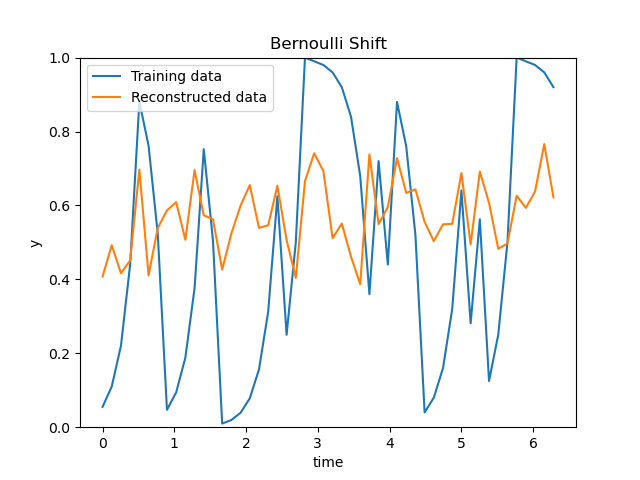 Bernoulli Shift
Training data
Reconstructed data
y
1.0
0.8
0.6
0.4
0.2
0.0
0 1 2 3 4 5 6
time